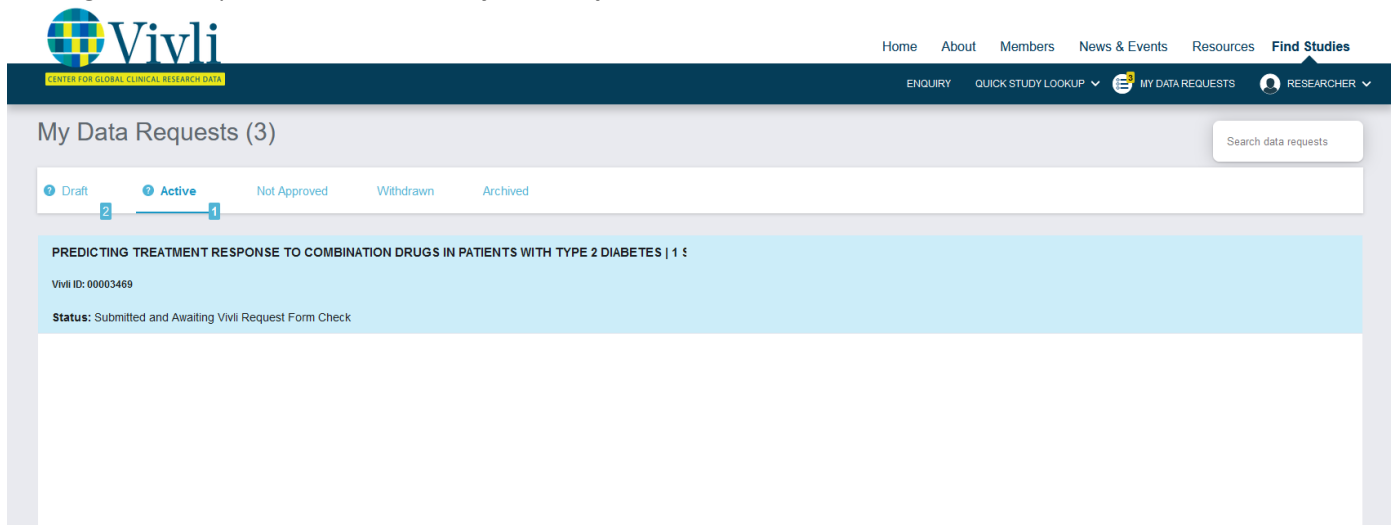 Vivli
CENTER FOR GLOBAL CLINICAL RESEARCH DATA
Home About Members News & Events Resources Find Studies
ENQUIRY QUICK STUDY LOOKUP 3 MY DATA REQUESTS RESEARCHER
My Data Requests (3)
Search data requests
? Draft 2 ? Active 1 Not Approved Withdrawn Archived
PREDICTING TREATMENT RESPONSE TO COMBINATION DRUGS IN PATIENTS WITH TYPE 2 DIABETES | 1
Vivli ID: 00003469
Status: Submitted and Awaiting Vivli Request Form Check